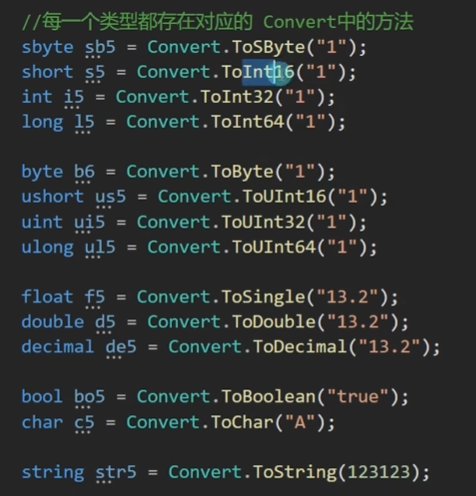 //每一个类型都存在对应的 Convert中的方法
sbyte sb5 = Convert.ToSByte("1");
short s5 = Convert.ToInt16("1");
int i5 = Convert.ToInt32("1");
long l5 = Convert.ToInt64("1");
byte b6 = Convert.ToByte("1");
ushort us5 = Convert.ToUInt16("1");
uint ui5 = Convert.ToUInt32("1");
ulong ul5 = Convert.ToUInt64("1");
float f5 = Convert.ToSingle("13.2");
double d5 = Convert.ToDouble("13.2");
decimal de5 = Convert.ToDecimal("13.2");
bool bo5 = Convert.ToBoolean("true");
char c5 = Convert.ToChar("A");
string str5 = Convert.ToString(123123);